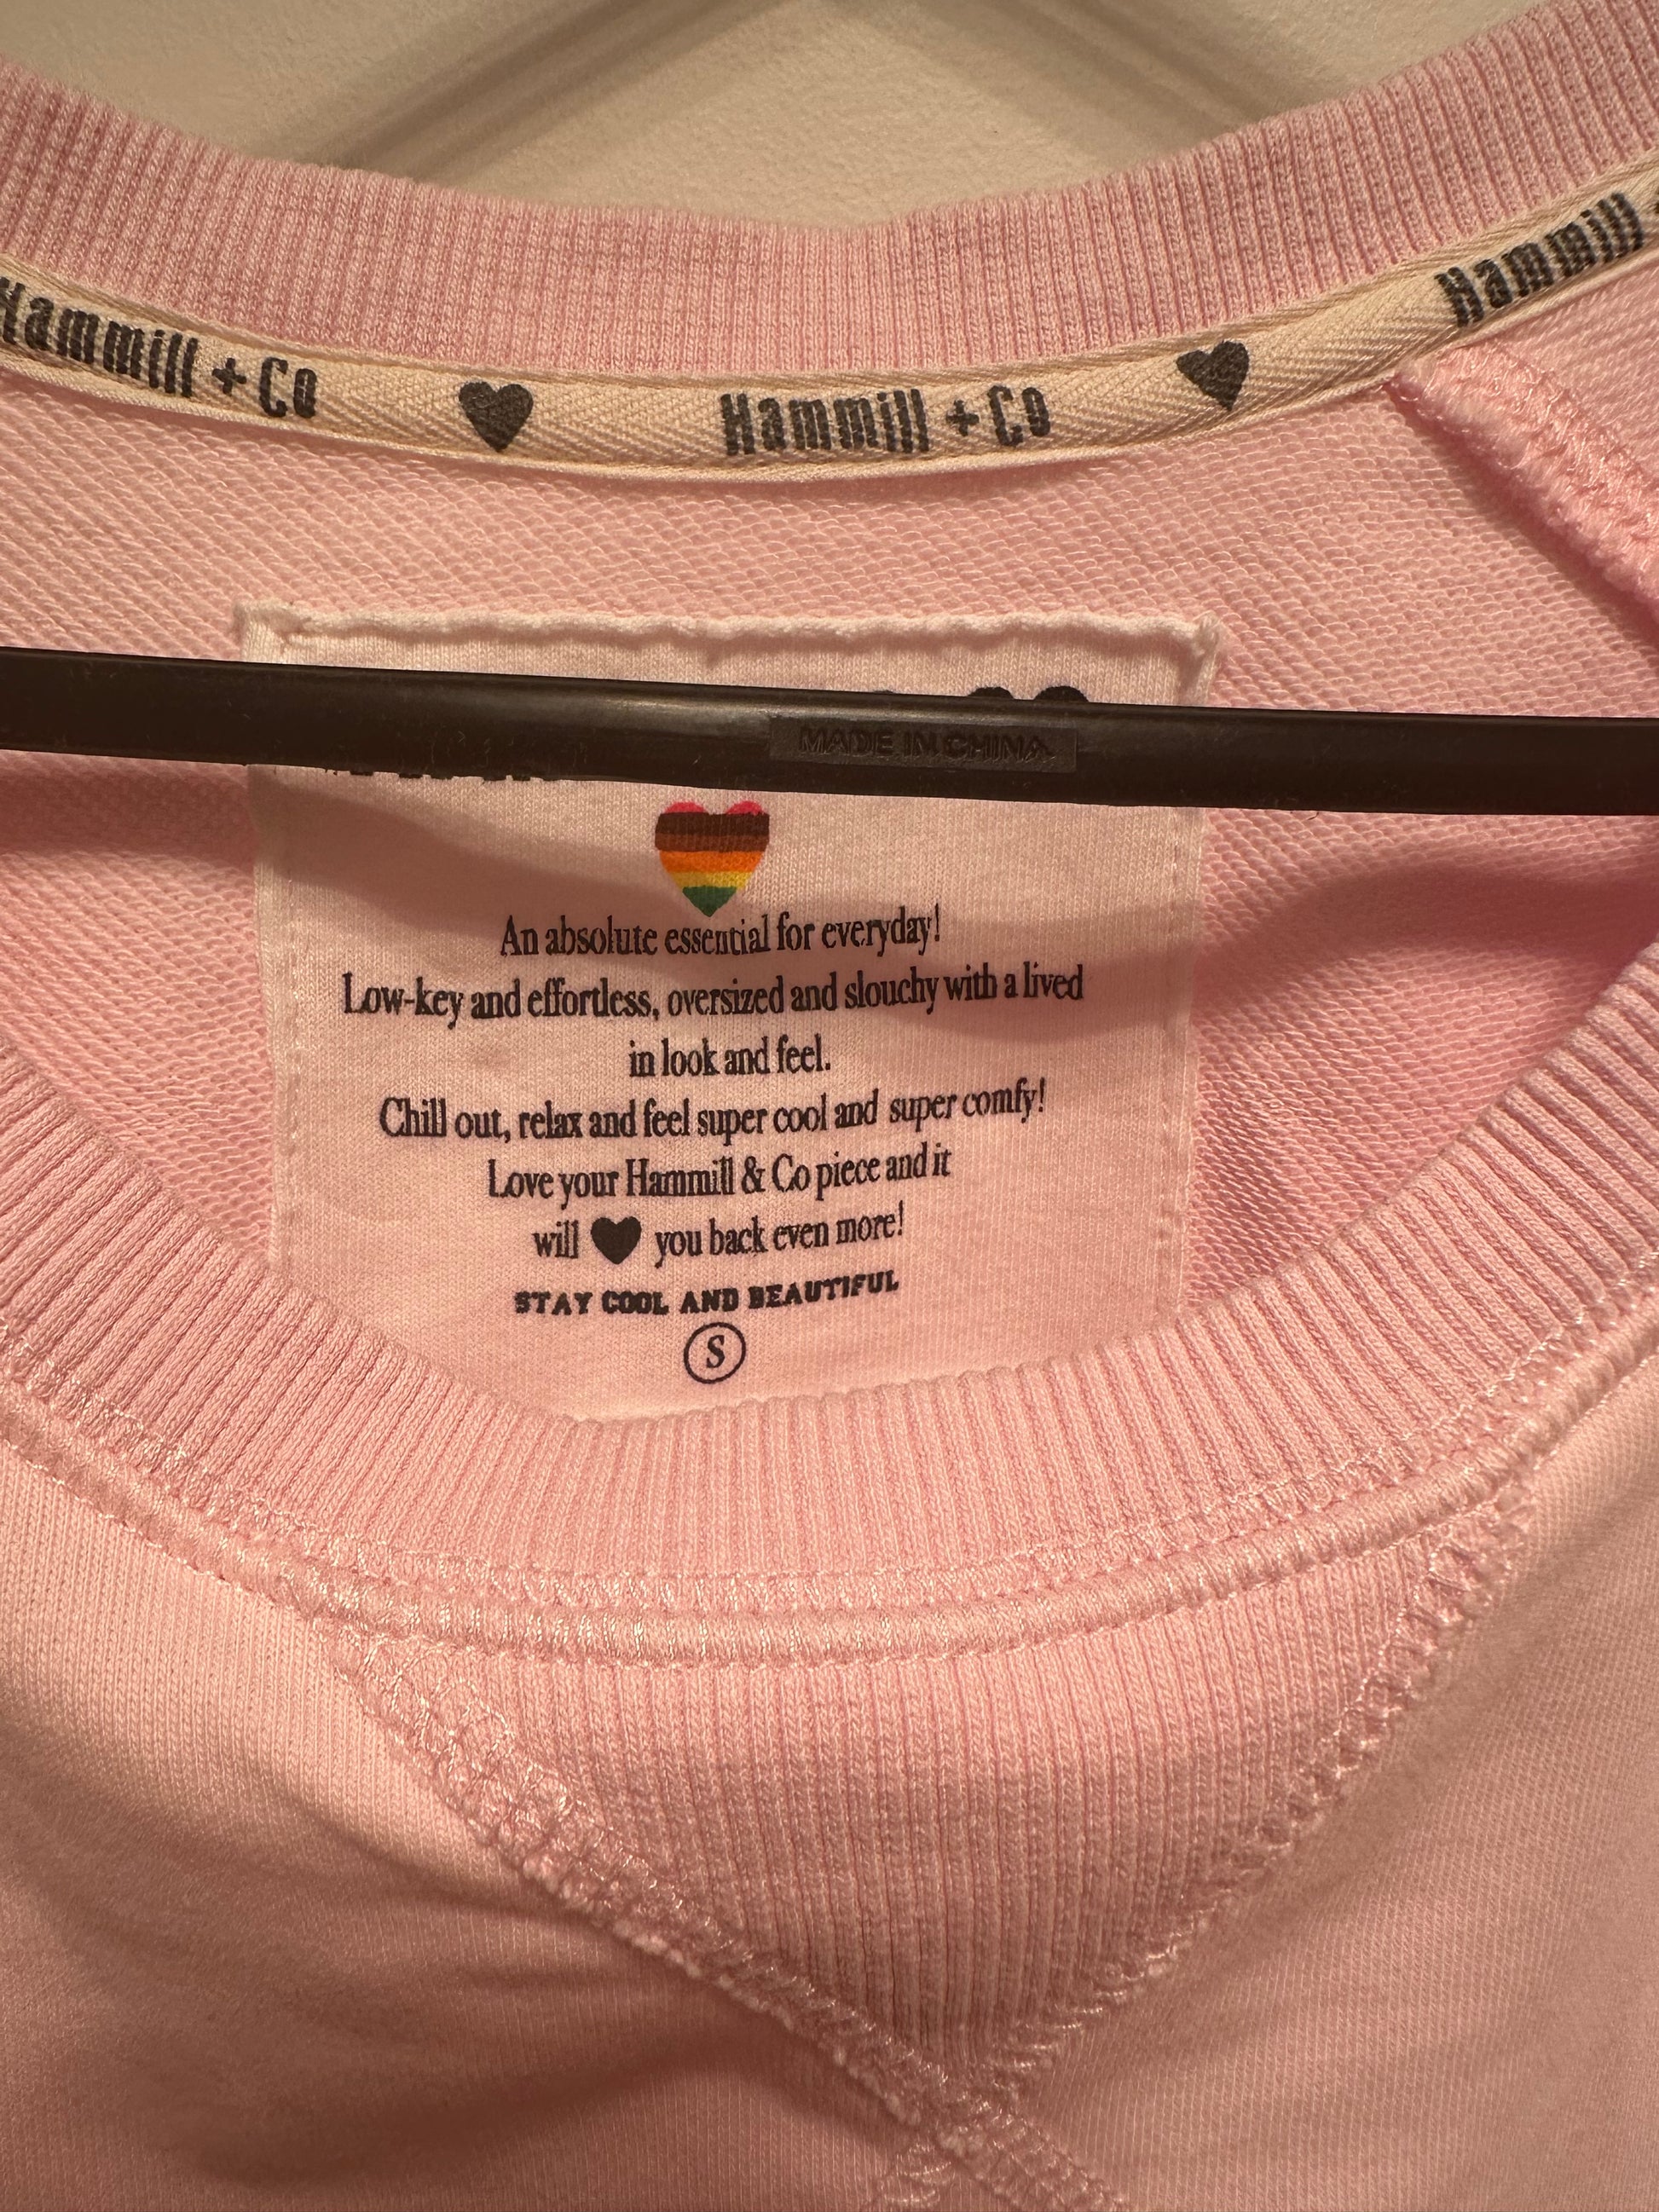 Hammill + Co
Hammill + Co
Hammill
MADE IN CHINA
An absolute essential for everyday!
Low-key and effortless, oversized and slouchy with a lived
in look and feel.
Chill out, relax and feel super cool and super comfy!
Love your Hammill & Co piece and it
will ♥ you back even more!
STAY COOL AND BEAUTIFUL
S